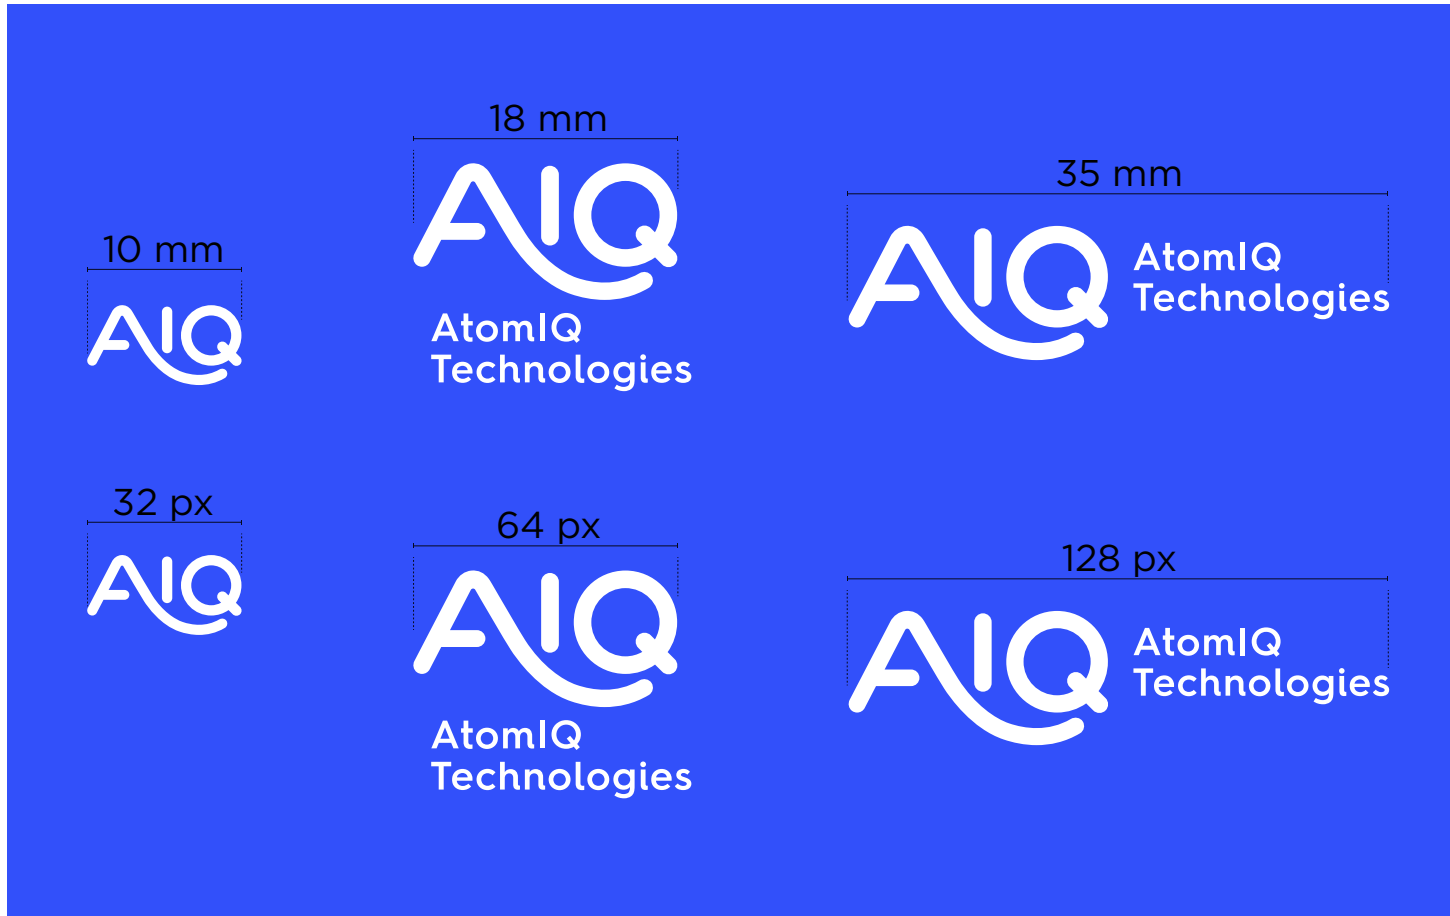 10 mm
AIQ
18 mm
AIQ
AtomIQ
Technologies
35 mm
AIQ
AtomIQ
Technologies
32 px
AIQ
64 px
AIQ
AtomIQ
Technologies
128 px
AIQ
AtomIQ
Technologies